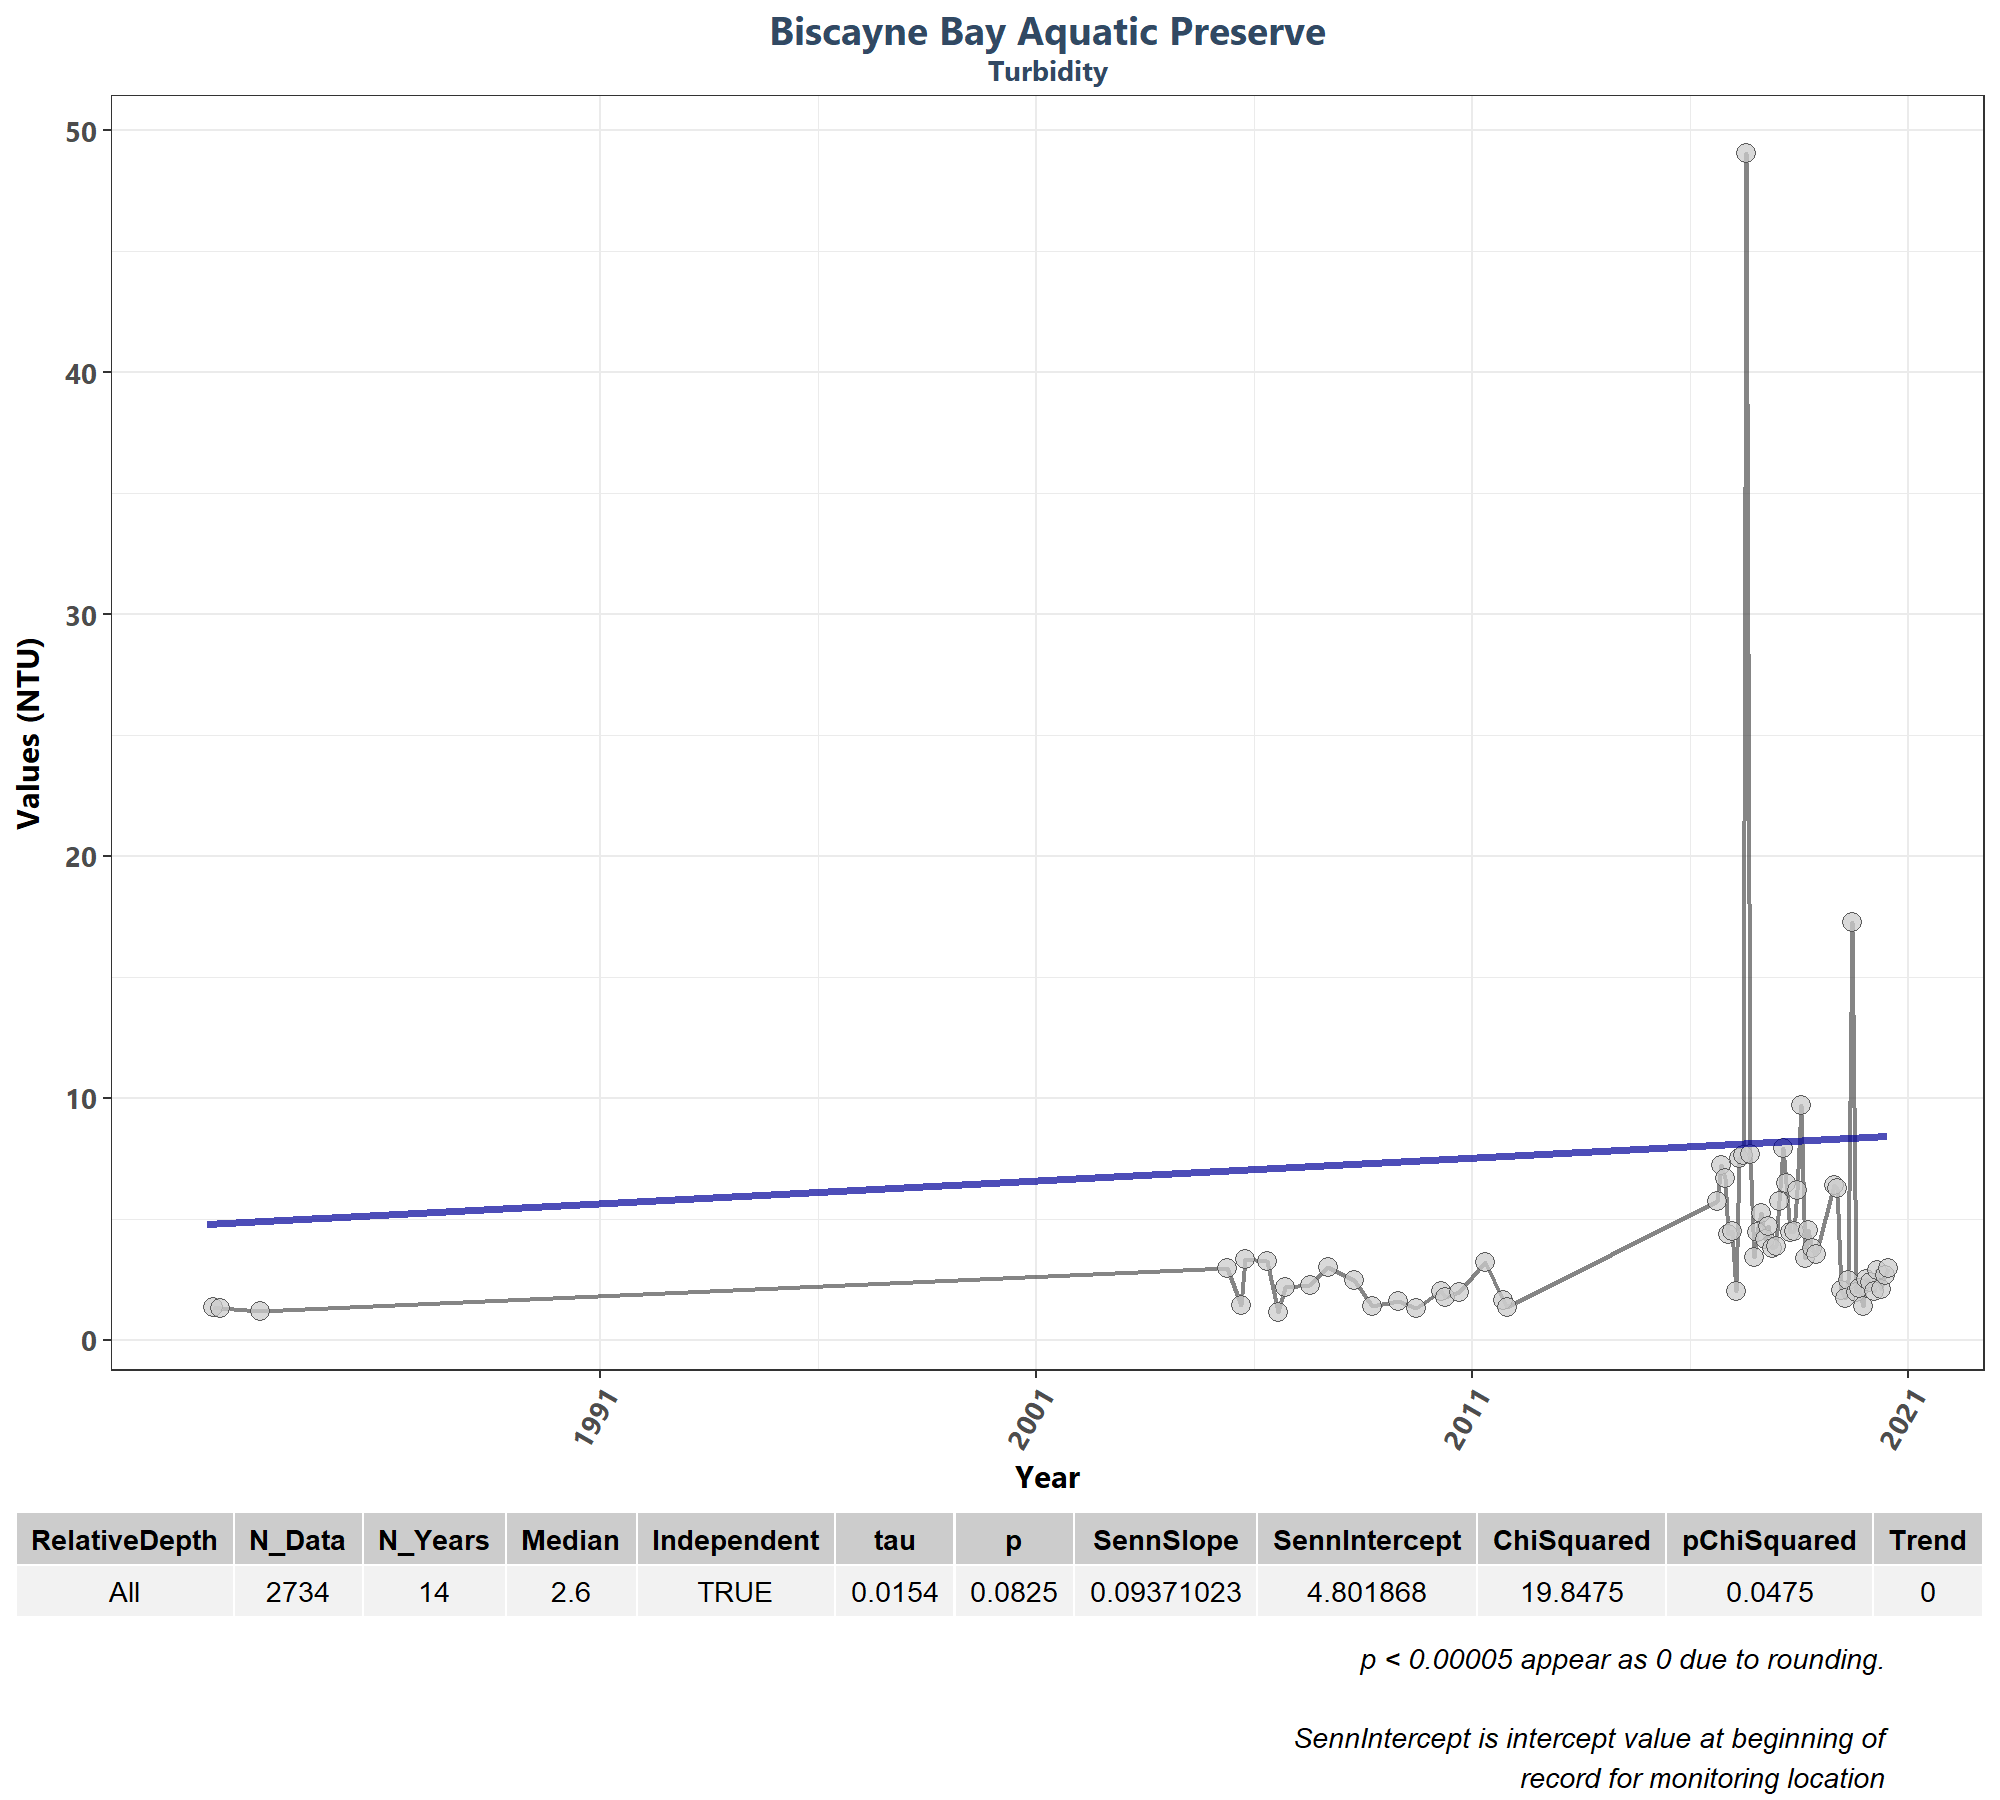 Biscayne Bay Aquatic Preserve
Turbidity
50
40
30
20
10
0
Values (NTU)
1991
2001
2011
2021
Year
RelativeDepth N_Data N_Years Median Independent tau p SennSlope SennIntercept ChiSquared pChiSquared Trend
All 2734 14 2.6 TRUE 0.0154 0.0825 0.09371023 4.801868 19.8475 0.0475 0
p < 0.00005 appear as 0 due to rounding.
SennIntercept is intercept value at beginning of
record for monitoring location